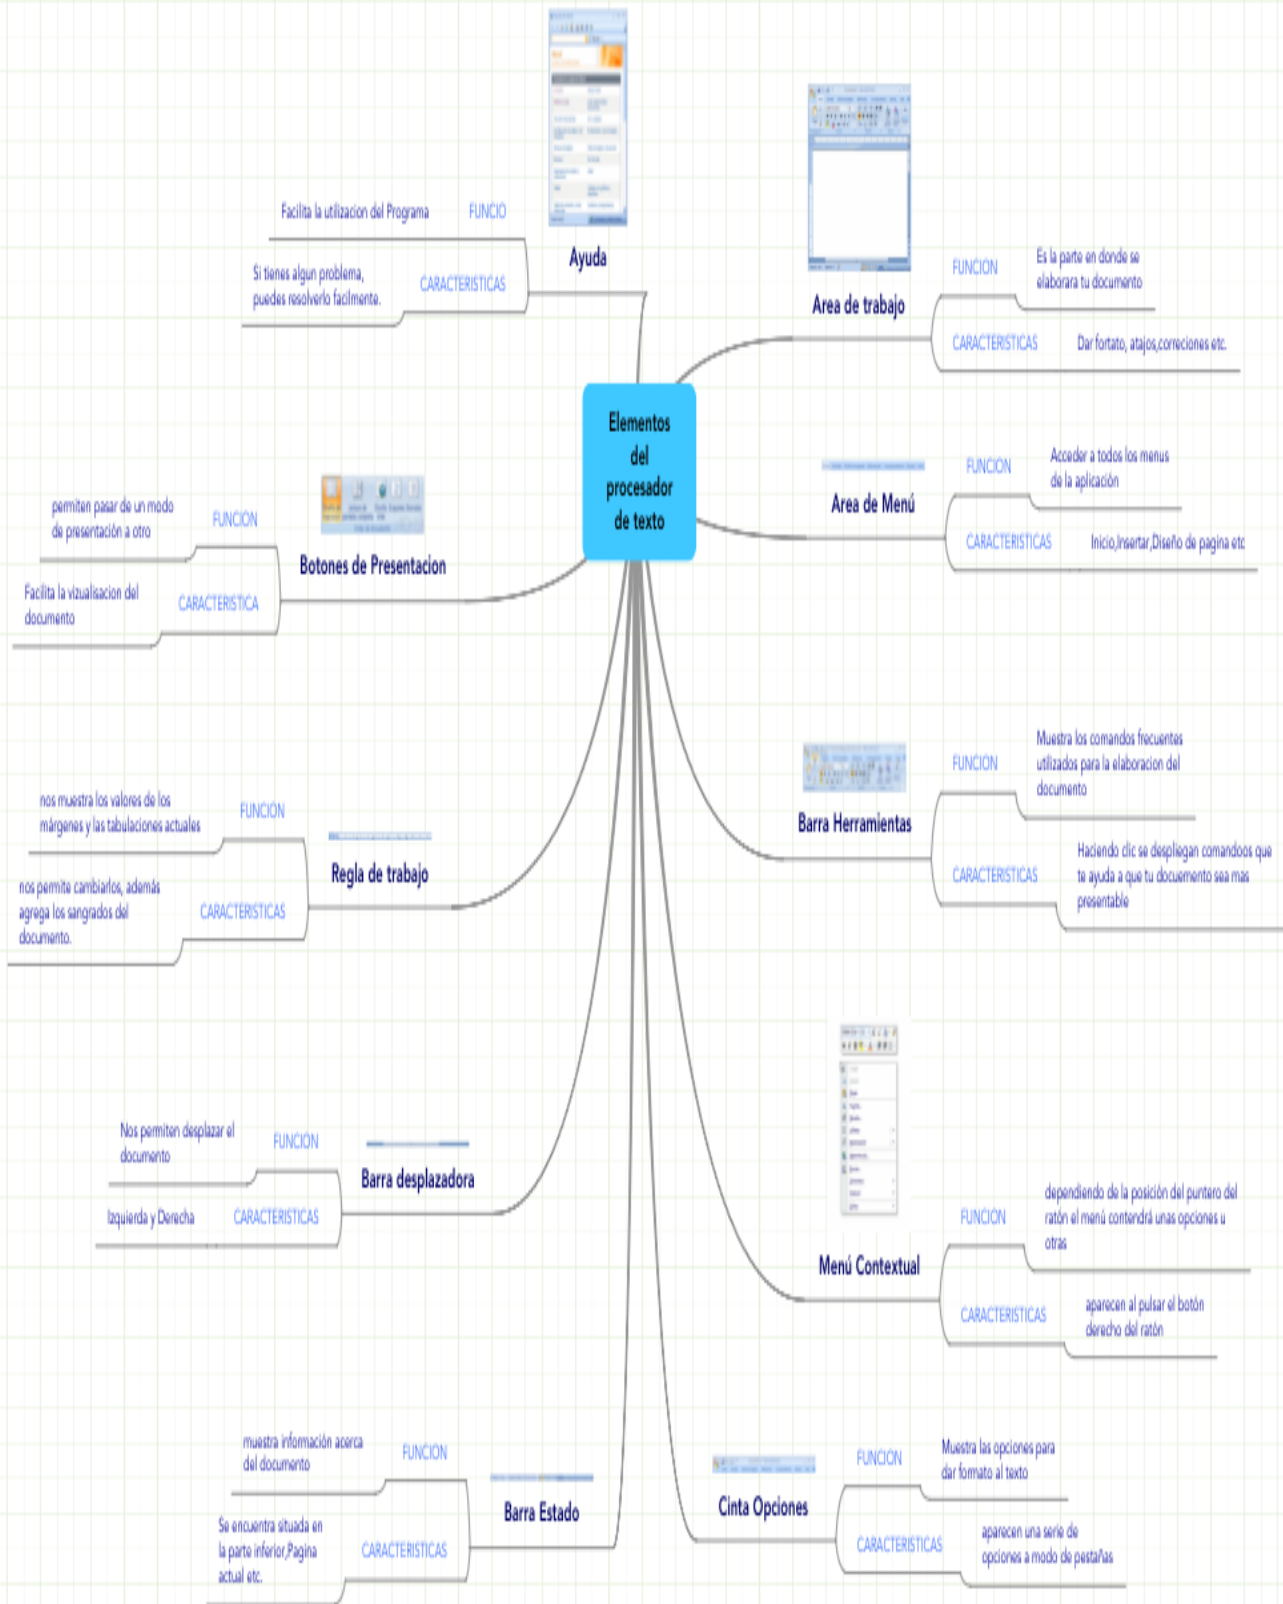 Elementos
del
procesador
de texto
Ayuda
FUNCIO
Facilita la utilizacion del Programa
CARACTERISTICAS
Si tienes algun problema,
puedes resolverlo facilmente.
Area de trabajo
FUNCION
Es la parte en donde se
elaborara tu documento
CARACTERISTICAS
Dar fortato, atajos,correciones etc.
Area de Menú
FUNCION
Acceder a todos los menus
de la aplicación
CARACTERISTICAS
Inicio,Insertar,Diseño de pagina etc
Botones de Presentacion
FUNCION
permiten pasar de un modo
de presentación a otro
CARACTERISTICA
Facilita la vizualisacion del
documento
Barra Herramientas
FUNCION
Muestra los comandos frecuentes
utilizados para la elaboracion del
documento
CARACTERISTICAS
Haciendo clic se despliegan comandoos que
te ayuda a que tu docuemento sea mas
presentable
Regla de trabajo
FUNCION
nos muestra los valores de los
márgenes y las tabulaciones actuales
CARACTERISTICAS
nos permite cambiarlos, además
agrega los sangrados del
documento.
Barra desplazadora
FUNCION
Nos permiten desplazar el
documento
CARACTERISTICAS
Izquierda y Derecha
Menú Contextual
FUNCION
dependiendo de la posición del puntero del
ratón el menú contendrá unas opciones u
otras
CARACTERISTICAS
aparecen al pulsar el botón
derecho del ratón
Barra Estado
FUNCION
muestra información acerca
del documento
CARACTERISTICAS
Se encuentra situada en
la parte inferior,Pagina
actual etc.
Cinta Opciones
FUNCION
Muestra las opciones para
dar formato al texto
CARACTERISTICAS
aparecen una serie de
opciones a modo de pestañas